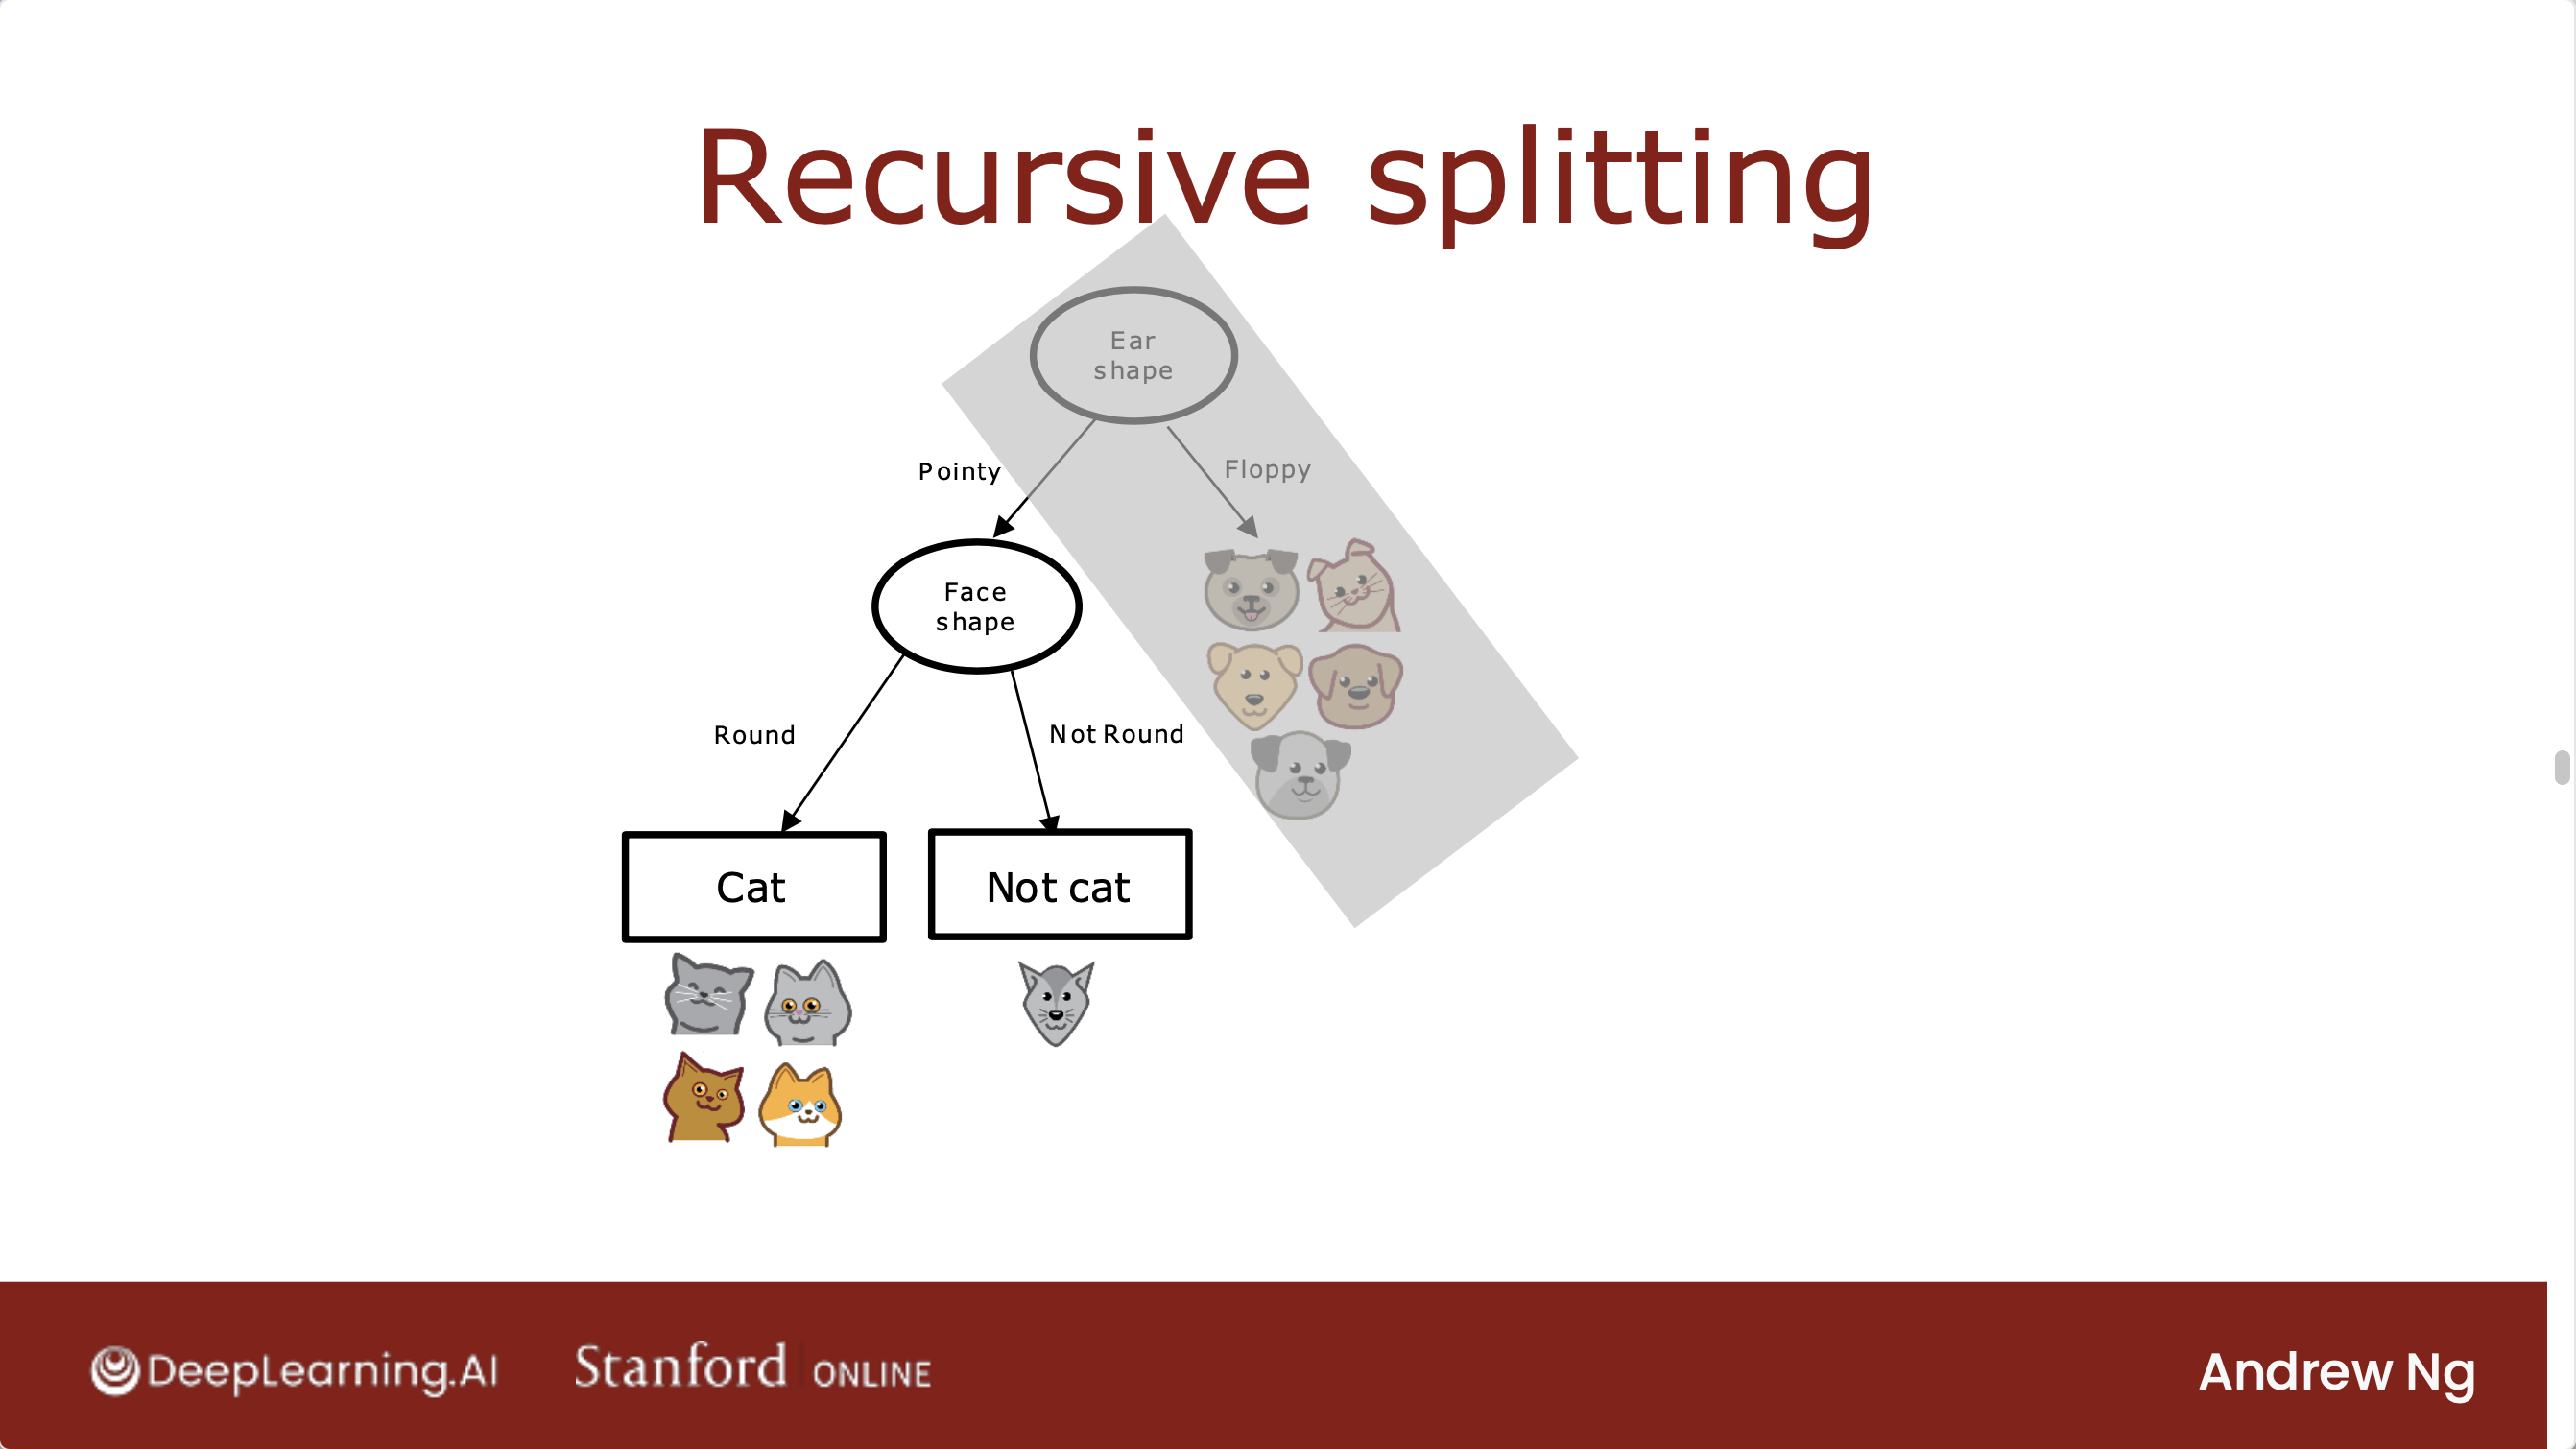 Recursive splitting
Ear
shape
Pointy
Floppy
Face
shape
Round
Not Round
Cat
Not cat
DeepLearning.AI
Stanford ONLINE
Andrew Ng